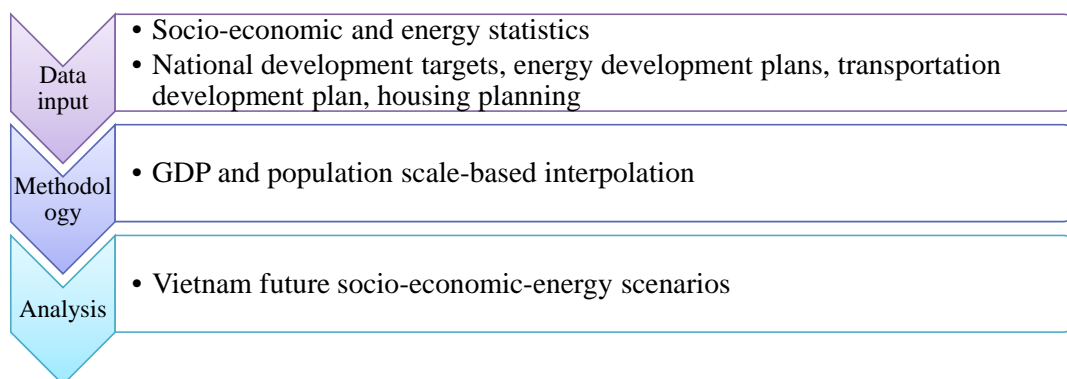 Data
input
• Socio-economic and energy statistics
• National development targets, energy development plans, transportation
development plan, housing planning
Methodol
ogy
• GDP and population scale-based interpolation
Analysis
• Vietnam future socio-economic-energy scenarios